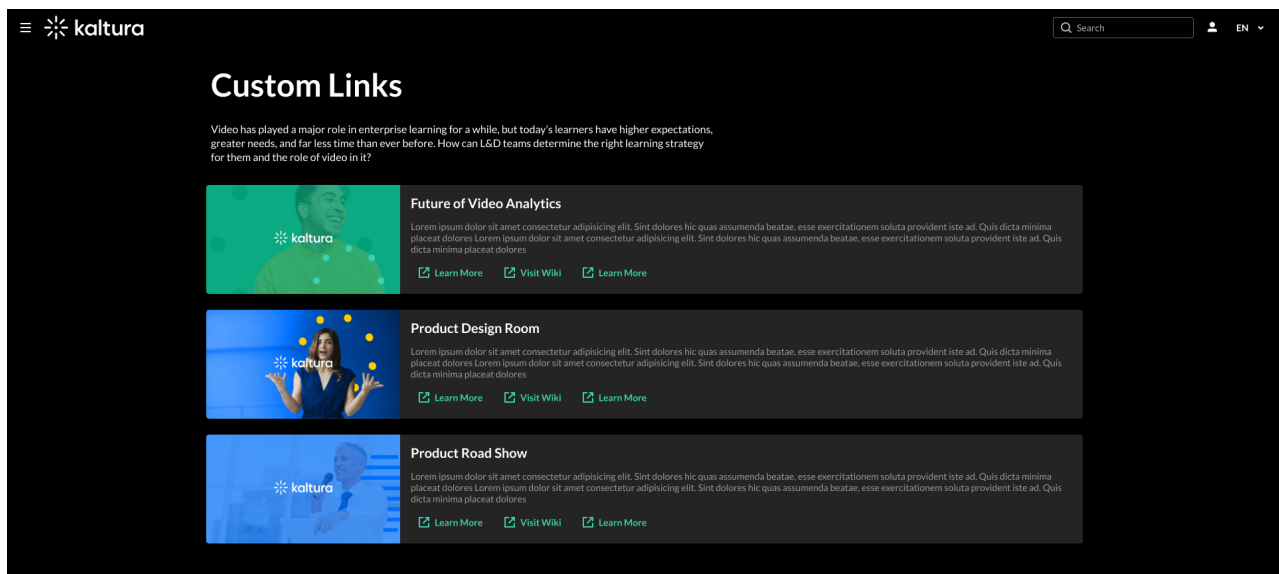 kaltura
Search
EN
Custom Links
Video has played a major role in enterprise learning for a while, but today's learners have higher expectations,
greater needs, and far less time than ever before. How can L&D teams determine the right learning strategy
for them and the role of video in it?
kaltura
Future of Video Analytics
Lorem ipsum dolor sit amet consectetur adipisicing elit. Sint dolores hic quas assumenda beatae, esse exercitationem soluta provident iste ad. Quis dicta minima
placeat dolores Lorem ipsum dolor sit amet consectetur adipisicing elit. Sint dolores hic quas assumenda beatae, esse exercitationem soluta provident iste ad. Quis
dicta minima placeat dolores
Learn More Visit Wiki Learn More
kaltura
Product Design Room
Lorem ipsum dolor sit amet consectetur adipisicing elit. Sint dolores hic quas assumenda beatae, esse exercitationem soluta provident iste ad. Quis dicta minima
placeat dolores Lorem ipsum dolor sit amet consectetur adipisicing elit. Sint dolores hic quas assumenda beatae, esse exercitationem soluta provident iste ad. Quis
dicta minima placeat dolores
Learn More Visit Wiki Learn More
kaltura
Product Road Show
Lorem ipsum dolor sit amet consectetur adipisicing elit. Sint dolores hic quas assumenda beatae, esse exercitationem soluta provident iste ad. Quis dicta minima
placeat dolores Lorem ipsum dolor sit amet consectetur adipisicing elit. Sint dolores hic quas assumenda beatae, esse exercitationem soluta provident iste ad. Quis
dicta minima placeat dolores
Learn More Visit Wiki Learn More